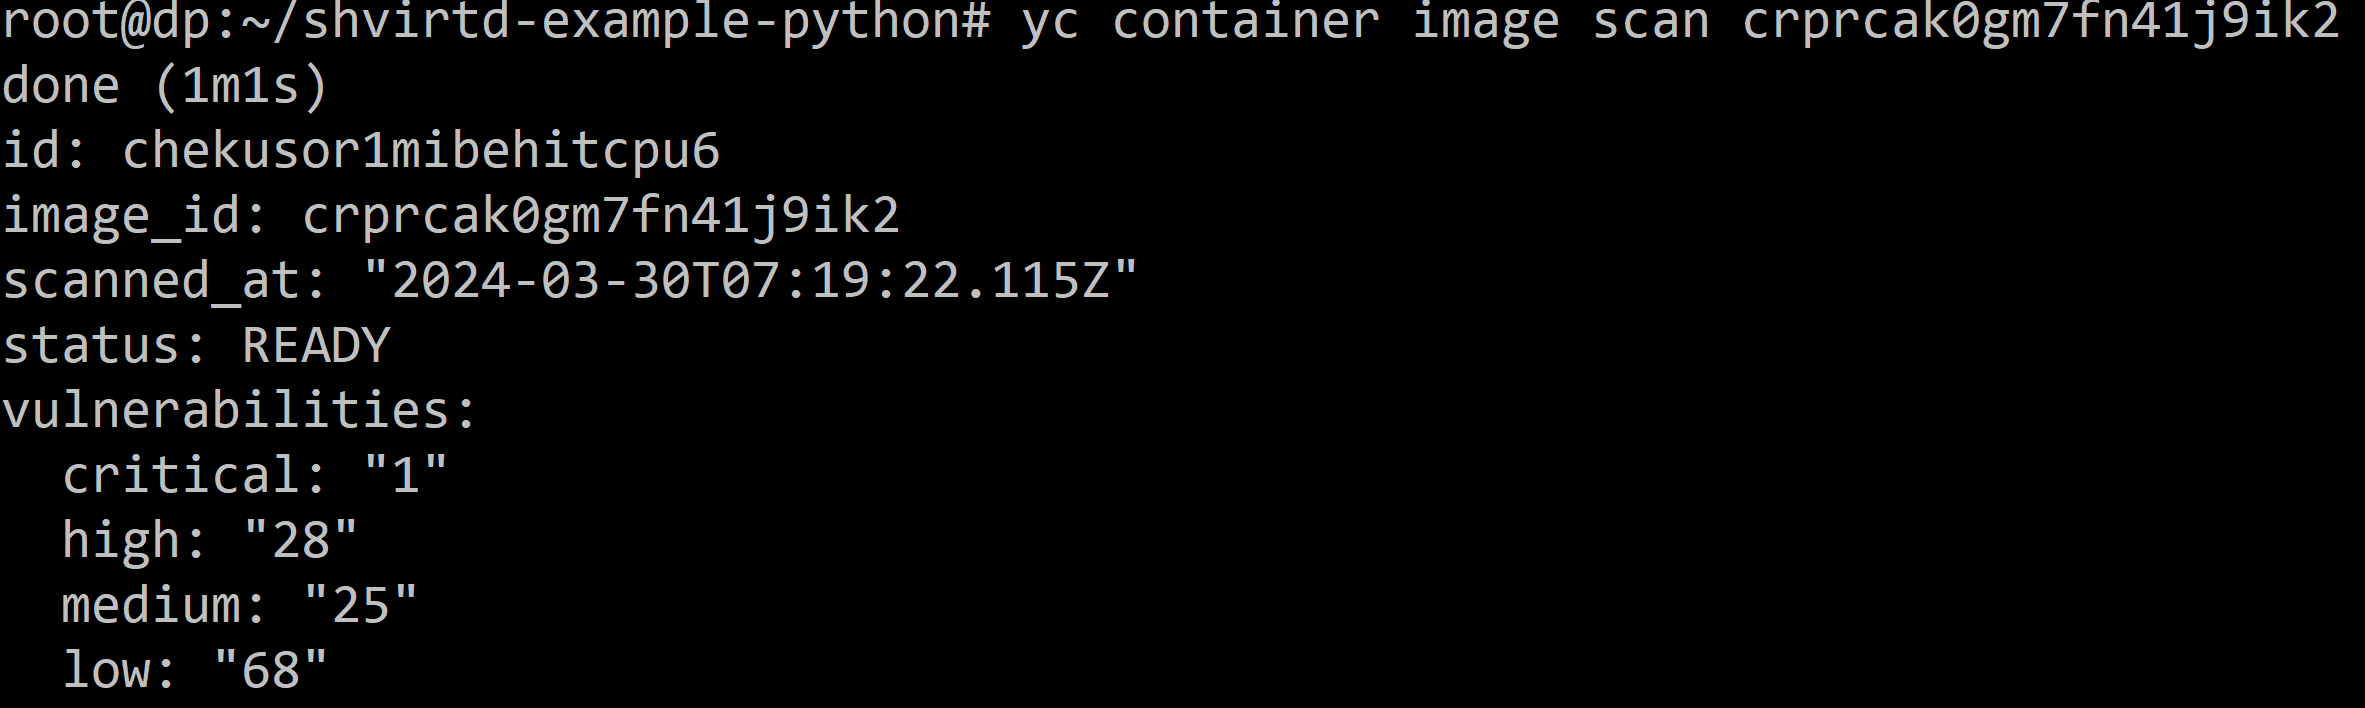 root@dp:~/shvirtd-example-python# yc container image scan crprcak0gm7fn41j9ik2
done (1m1s)
id: chekusor1mibehitcpu6
image_id: crprcak0gm7fn41j9ik2
scanned_at: "2024-03-30T07:19:22.115Z"
status: READY
vulnerabilities:
  critical: "1"
  high: "28"
  medium: "25"
  low: "68"